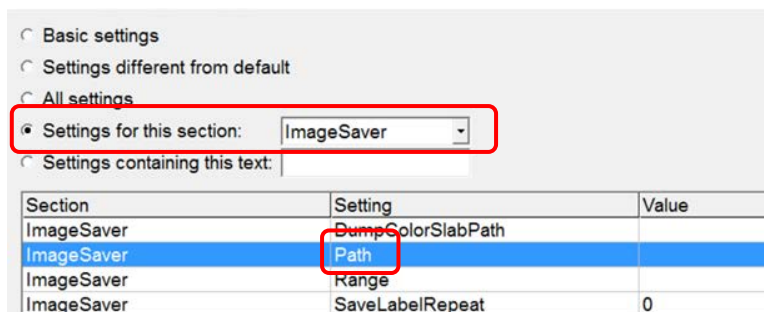 Basic settings
Settings different from default
All settings
Settings for this section: ImageSaver
Settings containing this text:
Section Setting Value
ImageSaver DumpColorSlabPath
ImageSaver Path
ImageSaver Range
ImageSaver SaveLabelRepeat 0